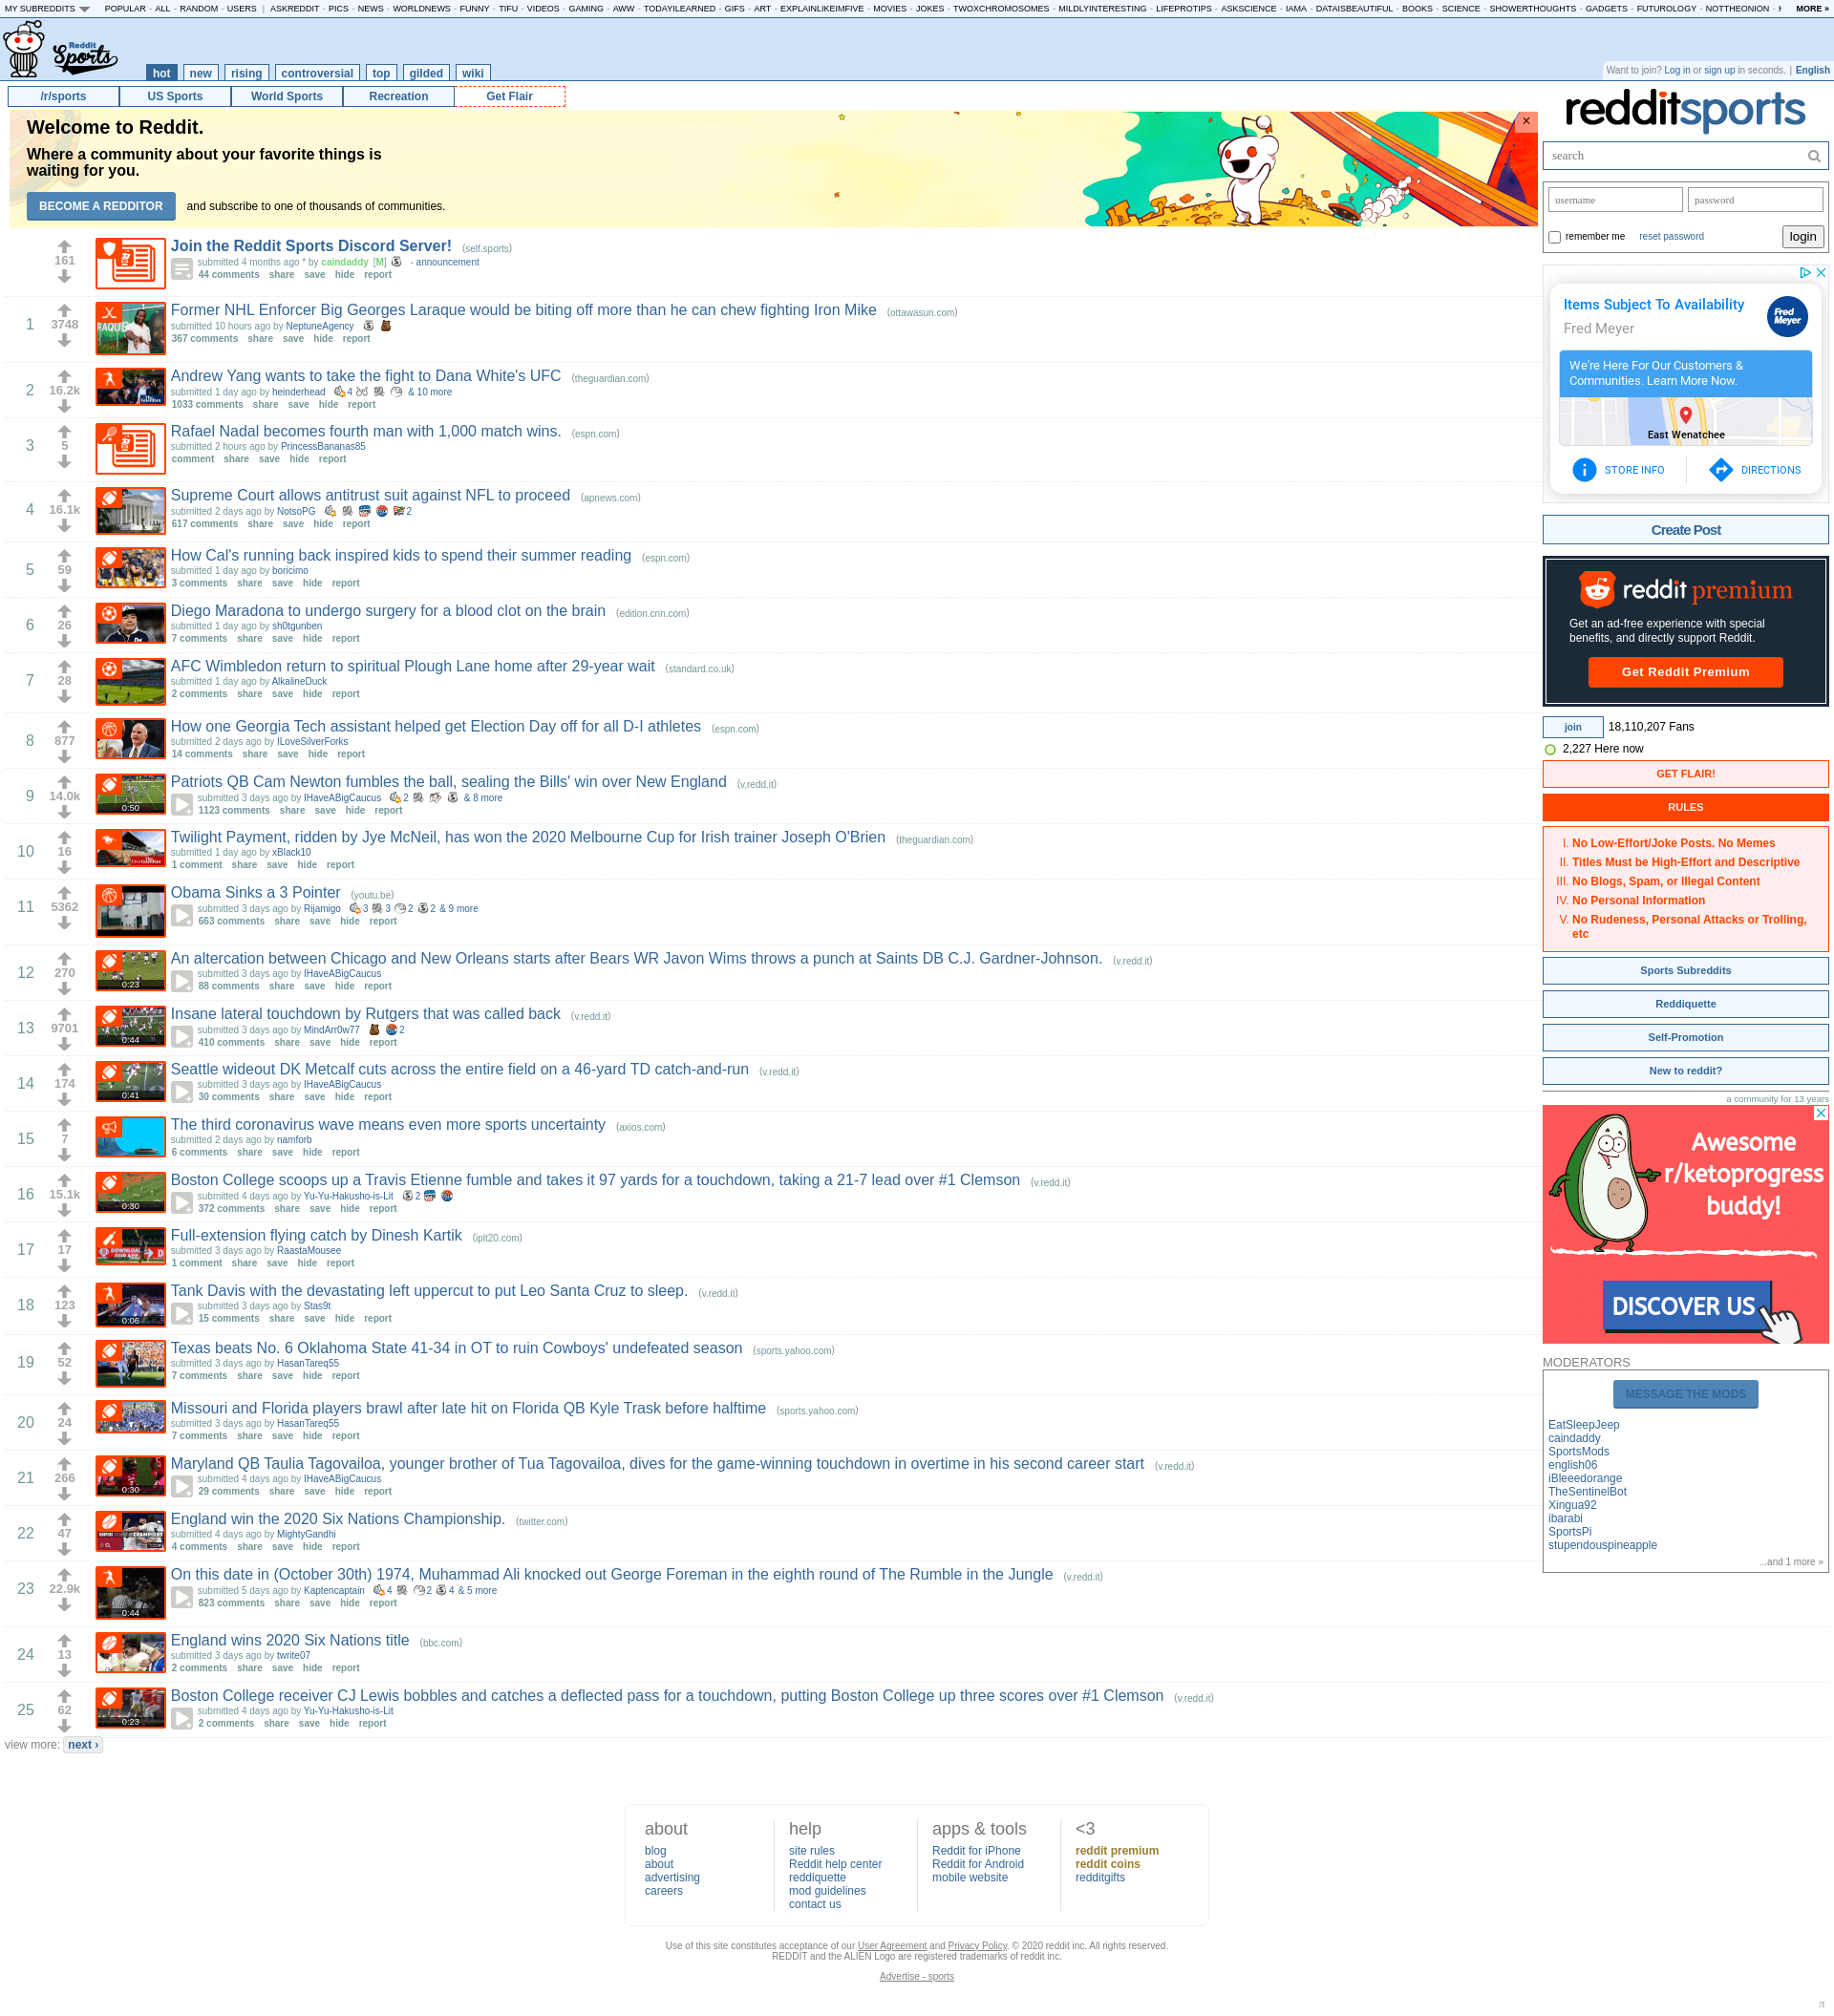 MY SUBREDDITS POPULAR - ALL - RANDOM - USERS | ASKREDDIT - PICS - NEWS - WORLDNEWS - FUNNY - TIFU - VIDEOS - GAMING - AWW - TODAYILEARNED - GIFS - ART - EXPLAINLIKEIMFIVE - MOVIES - JOKES - TWOXCHROMOSOMES - MILDLYINTERESTING - LIFEPROTIPS - ASKSCIENCE - IAMA - DATAISBEAUTIFUL - BOOKS - SCIENCE - SHOWERTHOUGHTS - GADGETS - FUTUROLOGY - NOTTHEONION - MORE »
Reddit Sports
hot new rising controversial top gilded wiki
Want to join? Log in or sign up in seconds. | English
/r/sports US Sports World Sports Recreation Get Flair
Welcome to Reddit.
Where a community about your favorite things is
waiting for you.
BECOME A REDDITOR and subscribe to one of thousands of communities.
161
Join the Reddit Sports Discord Server! (self.sports)
submitted 4 months ago * by caindaddy [M] - announcement
44 comments share save hide report
1 3748
Former NHL Enforcer Big Georges Laraque would be biting off more than he can chew fighting Iron Mike (ottawasun.com)
submitted 10 hours ago by NeptuneAgency
367 comments share save hide report
2 16.2k
Andrew Yang wants to take the fight to Dana White's UFC (theguardian.com)
submitted 1 day ago by heinderhead 4 & 10 more
1033 comments share save hide report
3 5
Rafael Nadal becomes fourth man with 1,000 match wins. (espn.com)
submitted 2 hours ago by PrincessBananas85
comment share save hide report
4 16.1k
Supreme Court allows antitrust suit against NFL to proceed (apnews.com)
submitted 2 days ago by NotsoPG 2
617 comments share save hide report
5 59
How Cal's running back inspired kids to spend their summer reading (espn.com)
submitted 1 day ago by boricimo
3 comments share save hide report
6 26
Diego Maradona to undergo surgery for a blood clot on the brain (edition.cnn.com)
submitted 1 day ago by sh0tgunben
7 comments share save hide report
7 28
AFC Wimbledon return to spiritual Plough Lane home after 29-year wait (standard.co.uk)
submitted 1 day ago by AlkalineDuck
2 comments share save hide report
8 877
How one Georgia Tech assistant helped get Election Day off for all D-I athletes (espn.com)
submitted 2 days ago by ILoveSilverForks
14 comments share save hide report
9 14.0k 0:50
Patriots QB Cam Newton fumbles the ball, sealing the Bills' win over New England (v.redd.it)
submitted 3 days ago by IHaveABigCaucus 2 & 8 more
1123 comments share save hide report
10 16
Twilight Payment, ridden by Jye McNeil, has won the 2020 Melbourne Cup for Irish trainer Joseph O'Brien (theguardian.com)
submitted 1 day ago by xBlack10
1 comment share save hide report
11 5362
Obama Sinks a 3 Pointer (youtu.be)
submitted 3 days ago by Rijamigo 3 3 2 2 & 9 more
663 comments share save hide report
12 270 0:23
An altercation between Chicago and New Orleans starts after Bears WR Javon Wims throws a punch at Saints DB C.J. Gardner-Johnson. (v.redd.it)
submitted 3 days ago by IHaveABigCaucus
88 comments share save hide report
13 9701 0:44
Insane lateral touchdown by Rutgers that was called back (v.redd.it)
submitted 3 days ago by MindArr0w77 2
410 comments share save hide report
14 174 0:41
Seattle wideout DK Metcalf cuts across the entire field on a 46-yard TD catch-and-run (v.redd.it)
submitted 3 days ago by IHaveABigCaucus
30 comments share save hide report
15 7
The third coronavirus wave means even more sports uncertainty (axios.com)
submitted 2 days ago by namforb
6 comments share save hide report
16 15.1k 0:30
Boston College scoops up a Travis Etienne fumble and takes it 97 yards for a touchdown, taking a 21-7 lead over #1 Clemson (v.redd.it)
submitted 4 days ago by Yu-Yu-Hakusho-is-Lit 2
372 comments share save hide report
17 17
Full-extension flying catch by Dinesh Kartik (iplt20.com)
submitted 3 days ago by RaastaMousee
1 comment share save hide report
18 123 0:06
Tank Davis with the devastating left uppercut to put Leo Santa Cruz to sleep. (v.redd.it)
submitted 3 days ago by Stas9t
15 comments share save hide report
19 52
Texas beats No. 6 Oklahoma State 41-34 in OT to ruin Cowboys' undefeated season (sports.yahoo.com)
submitted 3 days ago by HasanTareq55
7 comments share save hide report
20 24
Missouri and Florida players brawl after late hit on Florida QB Kyle Trask before halftime (sports.yahoo.com)
submitted 3 days ago by HasanTareq55
7 comments share save hide report
21 266 0:30
Maryland QB Taulia Tagovailoa, younger brother of Tua Tagovailoa, dives for the game-winning touchdown in overtime in his second career start (v.redd.it)
submitted 4 days ago by IHaveABigCaucus
29 comments share save hide report
22 47
England win the 2020 Six Nations Championship. (twitter.com)
submitted 4 days ago by MightyGandhi
4 comments share save hide report
23 22.9k 0:44
On this date in (October 30th) 1974, Muhammad Ali knocked out George Foreman in the eighth round of The Rumble in the Jungle (v.redd.it)
submitted 5 days ago by Kaptencaptain 4 2 4 & 5 more
823 comments share save hide report
24 13
England wins 2020 Six Nations title (bbc.com)
submitted 3 days ago by twrite07
2 comments share save hide report
25 62 0:23
Boston College receiver CJ Lewis bobbles and catches a deflected pass for a touchdown, putting Boston College up three scores over #1 Clemson (v.redd.it)
submitted 4 days ago by Yu-Yu-Hakusho-is-Lit
2 comments share save hide report
view more: next ›
redditsports
search
username password
remember me reset password login
Items Subject To Availability
Fred Meyer
Fred Meyer
We're Here For Our Customers &
Communities. Learn More Now.
East Wenatchee
STORE INFO DIRECTIONS
Create Post
reddit premium
Get an ad-free experience with special
benefits, and directly support Reddit.
Get Reddit Premium
join 18,110,207 Fans
2,227 Here now
GET FLAIR!
RULES
I. No Low-Effort/Joke Posts. No Memes
II. Titles Must be High-Effort and Descriptive
III. No Blogs, Spam, or Illegal Content
IV. No Personal Information
V. No Rudeness, Personal Attacks or Trolling,
etc
Sports Subreddits
Reddiquette
Self-Promotion
New to reddit?
a community for 13 years
Awesome
r/ketoprogress
buddy!
DISCOVER US
MODERATORS
MESSAGE THE MODS
EatSleepJeep
caindaddy
SportsMods
english06
iBleeedorange
TheSentinelBot
Xingua92
ibarabi
SportsPi
stupendouspineapple
...and 1 more »
about
blog
about
advertising
careers
help
site rules
Reddit help center
reddiquette
mod guidelines
contact us
apps & tools
Reddit for iPhone
Reddit for Android
mobile website
<3
reddit premium
reddit coins
redditgifts
Use of this site constitutes acceptance of our User Agreement and Privacy Policy. © 2020 reddit inc. All rights reserved.
REDDIT and the ALIEN Logo are registered trademarks of reddit inc.
Advertise - sports
π